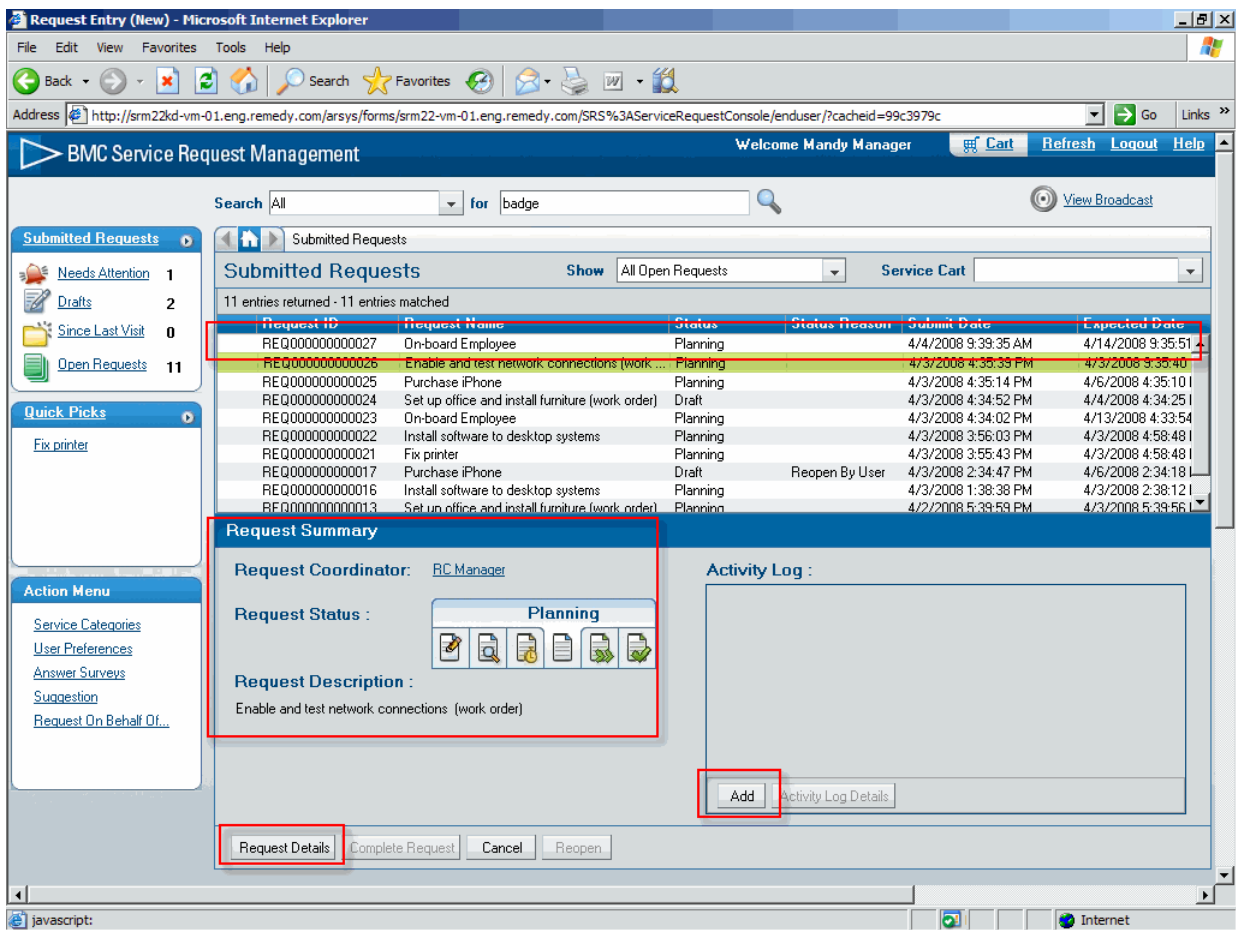 Request Entry (New) - Microsoft Internet Explorer
File Edit View Favorites Tools Help
Back Search Favorites
Address http://srm22kd-vm-01.eng.remedy.com/arsys/forms/srm22-vm-01.eng.remedy.com/SRS%3AServiceRequestConsole/enduser/?cacheid=99c3979c Go Links »
BMC Service Request Management Welcome Mandy Manager Cart Refresh Logout Help
Search All for badge View Broadcast
Submitted Requests
Needs Attention 1
Drafts 2
Since Last Visit 0
Open Requests 11
Quick Picks
Fix printer
Action Menu
Service Categories
User Preferences
Answer Surveys
Suggestion
Request On Behalf Of...
Submitted Requests
Submitted Requests Show All Open Requests Service Cart
11 entries returned - 11 entries matched
Request ID Request Name Status Status Reason Submit Date Expected Date
REQ000000000027 On-board Employee Planning 4/4/2008 9:39:35 AM 4/14/2008 9:35:51
REQ000000000026 Enable and test network connections (work ... Planning 4/3/2008 4:35:39 PM 4/3/2008 9:35:40
REQ000000000025 Purchase iPhone Planning 4/3/2008 4:35:14 PM 4/6/2008 4:35:10
REQ000000000024 Set up office and install furniture (work order) Draft 4/3/2008 4:34:52 PM 4/4/2008 4:34:25
REQ000000000023 On-board Employee Planning 4/3/2008 4:34:02 PM 4/13/2008 4:33:54
REQ000000000022 Install software to desktop systems Planning 4/3/2008 3:56:03 PM 4/3/2008 4:58:48
REQ000000000021 Fix printer Planning 4/3/2008 3:55:43 PM 4/3/2008 4:58:48
REQ000000000017 Purchase iPhone Draft Reopen By User 4/3/2008 2:34:47 PM 4/6/2008 2:34:18
REQ000000000016 Install software to desktop systems Planning 4/3/2008 1:38:38 PM 4/3/2008 2:38:12
REQ000000000013 Set up office and install furniture (work order) Planning 4/2/2008 5:39:59 PM 4/3/2008 5:39:56
Request Summary
Request Coordinator: RC Manager
Request Status : Planning
Request Description :
Enable and test network connections (work order)
Activity Log :
Add Activity Log Details
Request Details Complete Request Cancel Reopen
javascript: Internet